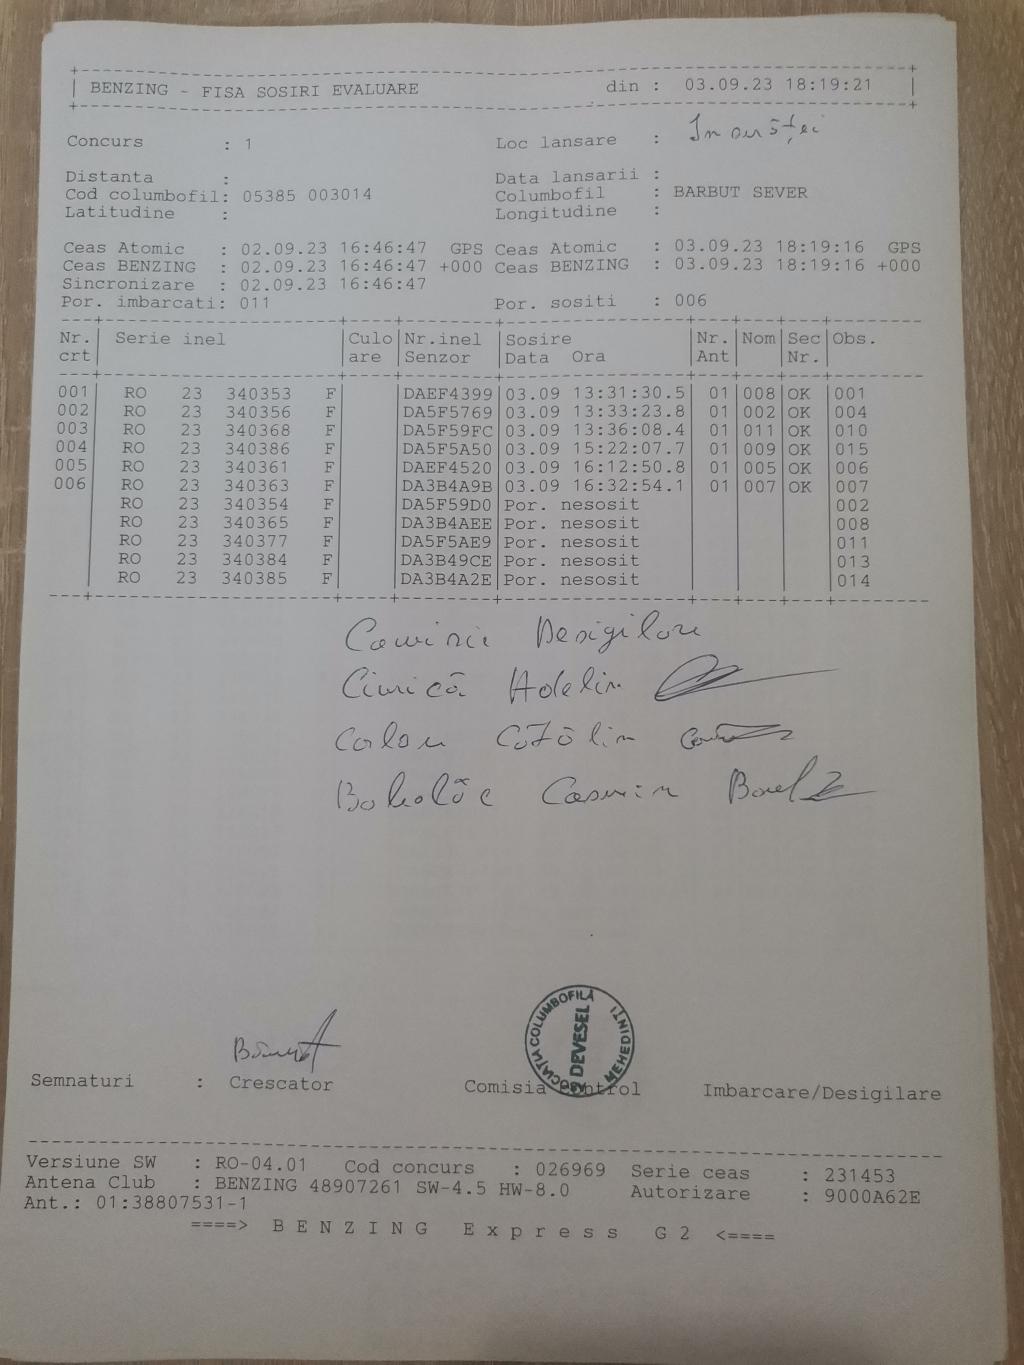 BENZING - FISA SOSIRI EVALUARE din : 03.09.23 18:19:21
Concurs : 1 Loc lansare :
Distanta : Data lansarii :
Cod columbofil: 05385 003014 Columbofil : BARBUT SEVER
Latitudine : Longitudine :
Ceas Atomic : 02.09.23 16:46:47 GPS Ceas Atomic : 03.09.23 18:19:16 GPS
Ceas BENZING : 02.09.23 16:46:47 +000 Ceas BENZING : 03.09.23 18:19:16 +000
Sincronizare : 02.09.23 16:46:47
Por. imbarcati: 011 Por. sositi : 006
Nr. Serie inel Culo Nr.inel Sosire Nr. Nom Sec Obs.
crt are Senzor Data Ora Ant Nr.
001 RO 23 340353 F DAEF4399 03.09 13:31:30.5 01 008 OK 001
002 RO 23 340356 F DA5F5769 03.09 13:33:23.8 01 002 OK 004
003 RO 23 340368 F DA5F59FC 03.09 13:36:08.4 01 011 OK 010
004 RO 23 340386 F DA5F5A50 03.09 15:22:07.7 01 009 OK 015
005 RO 23 340361 F DAEF4520 03.09 16:12:50.8 01 005 OK 006
006 RO 23 340363 F DA3B4A9B 03.09 16:32:54.1 01 007 OK 007
RO 23 340354 F DA5F59D0 Por. nesosit 002
RO 23 340365 F DA3B4AEE Por. nesosit 008
RO 23 340377 F DA5F5AE9 Por. nesosit 011
RO 23 340384 F DA3B49CE Por. nesosit 013
RO 23 340385 F DA3B4A2E Por. nesosit 014
Desigilare
Adelin
Cătălin
Casmin
ASOCIAȚIA COLUMBOFILĂ
DEVESEL
MEHEDINȚI
Semnaturi : Crescator Comisia Control Imbarcare/Desigilare
Versiune SW : RO-04.01 Cod concurs : 026969 Serie ceas : 231453
Antena Club : BENZING 48907261 SW-4.5 HW-8.0 Autorizare : 9000A62E
Ant.: 01:38807531-1
====> B E N Z I N G E x p r e s s G 2 <====